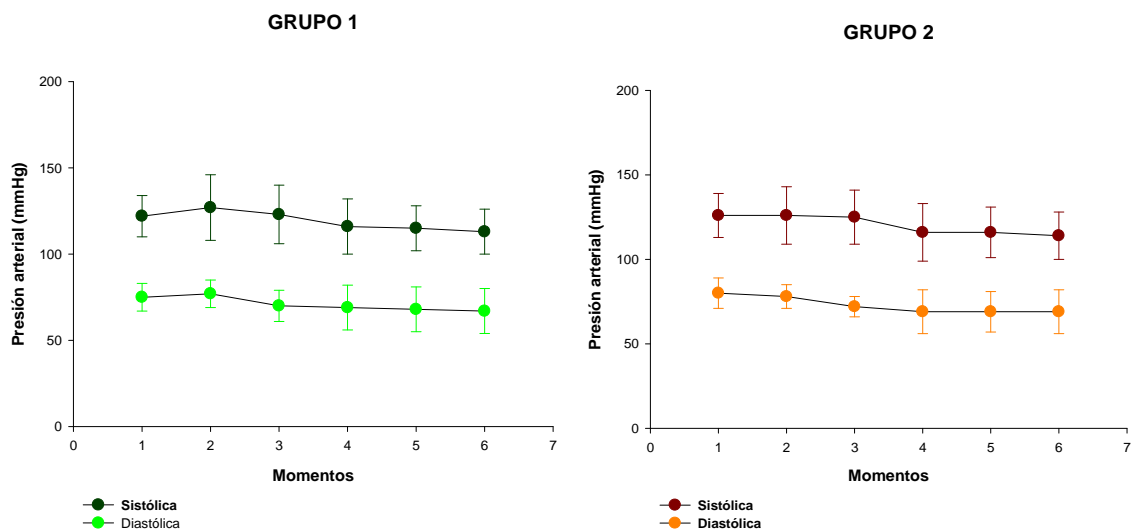 GRUPO 1
Presión arterial (mmHg)
200
150
100
50
0
0 1 2 3 4 5 6 7
Momentos
Sistólica
Diastólica
GRUPO 2
Presión arterial (mmHg)
200
150
100
50
0
0 1 2 3 4 5 6 7
Momentos
Sistólica
Diastólica